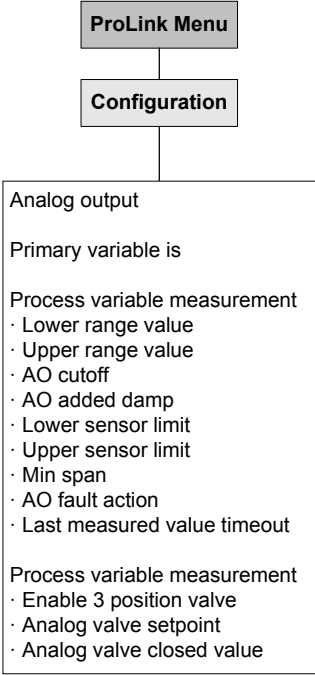 ProLink Menu
Configuration
Analog output
Primary variable is
Process variable measurement
· Lower range value
· Upper range value
· AO cutoff
· AO added damp
· Lower sensor limit
· Upper sensor limit
· Min span
· AO fault action
· Last measured value timeout
Process variable measurement
· Enable 3 position valve
· Analog valve setpoint
· Analog valve closed value